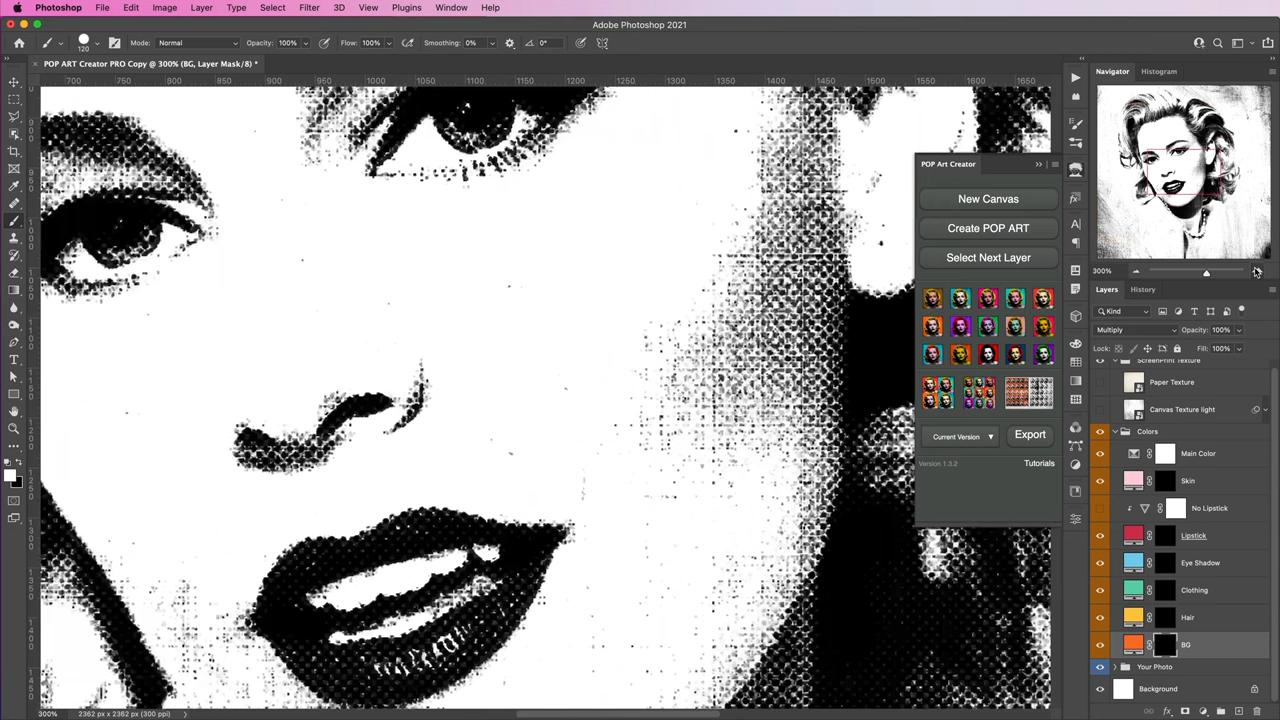 Photoshop File Edit Image Layer Type Select Filter 3D View Plugins Window Help
Adobe Photoshop 2021
120 Mode: Normal Opacity: 100% Flow: 100% Smoothing: 0% 0°
POP ART Creator PRO Copy @ 300% (BG, Layer Mask/8) *
700 750 800 850 900 950 1000 1050 1100 1150 1200 1250 1300 1350 1400 1450 1500 1550 1600 1650
Navigator Histogram
300%
POP Art Creator
New Canvas
Create POP ART
Select Next Layer
Current Version Export
Version 1.3.2 Tutorials
Layers History
Kind
Multiply Opacity: 100%
Lock: Fill: 100%
ScreenPrint Texture
Paper Texture
Canvas Texture light
Colors
Main Color
Skin
No Lipstick
Lipstick
Eye Shadow
Clothing
Hair
BG
Your Photo
Background
300% 2362 px x 2362 px (300 ppi)